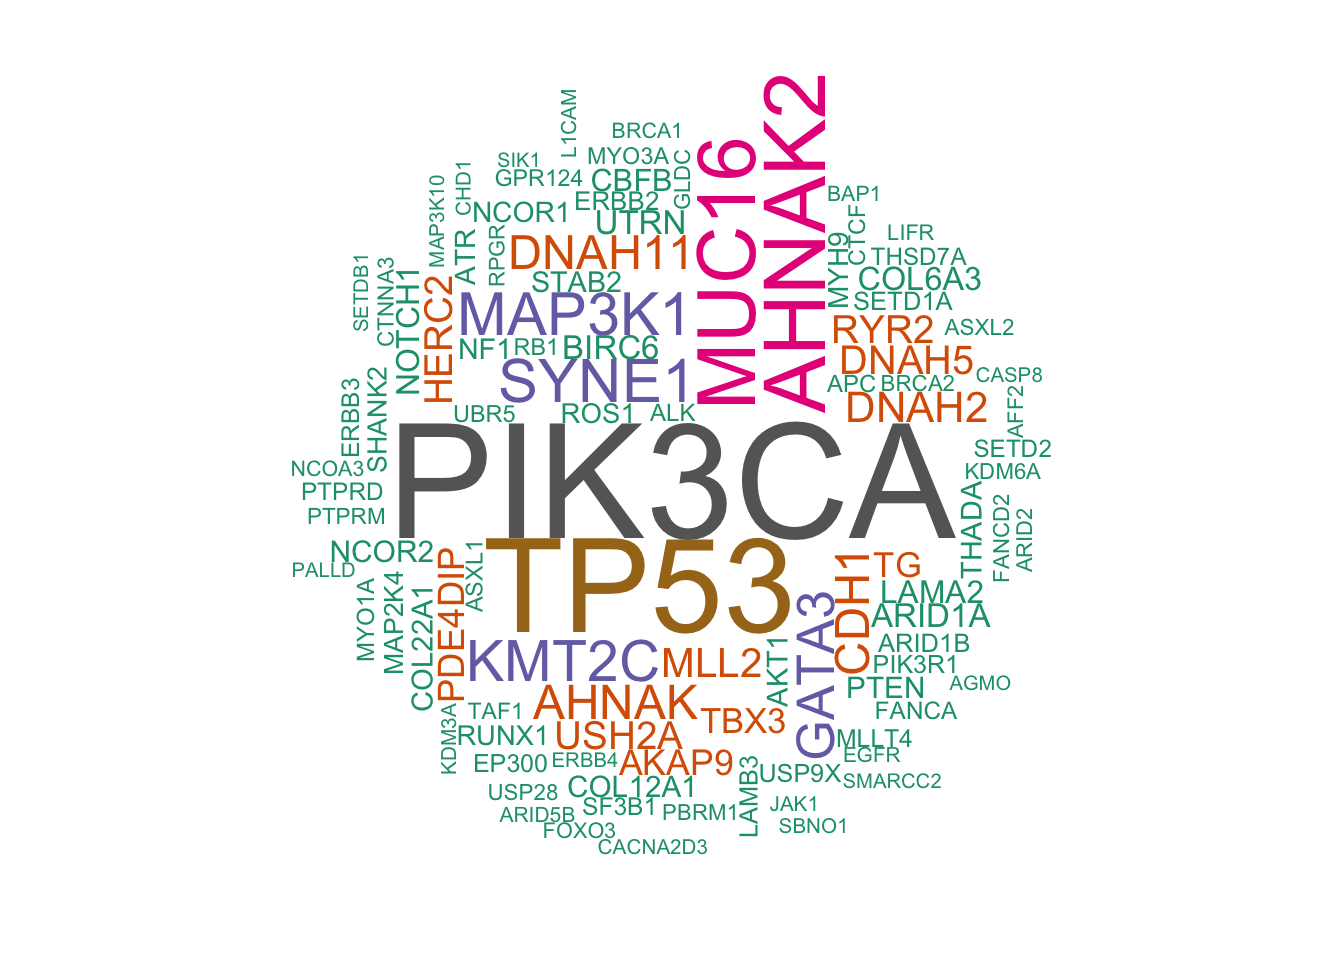 L1CAM
BRCA1
SIK1
MYO3A
GLDC
GPR124
CBFB
MAP3K10
CHD1
ERBB2
NCOR1
UTRN
MUC16
AHNAK2
BAP1
CTCF
LIFR
ATR
RPGR
DNAH11
MYH9
THSD7A
SETDB1
CTNNA3
NOTCH1
HERC2
STAB2
COL6A3
MAP3K1
SETD1A
RYR2
ASXL2
NF1
RB1
BIRC6
DNAH5
SYNE1
APC
BRCA2
CASP8
ERBB3
SHANK2
UBR5
ROS1
ALK
DNAH2
AFF2
PIK3CA
SETD2
NCOA3
KDM6A
PTPRD
PTPRM
THADA
FANCD2
ARID2
NCOR2
TP53
PALLD
ASXL1
PDE4DIP
CDH1
TG
MYO1A
MAP2K4
COL22A1
LAMA2
ARID1A
GATA3
KMT2C
MLL2
AKT1
ARID1B
PIK3R1
PTEN
AGMO
AHNAK
TAF1
TBX3
FANCA
KDM3A
RUNX1
USH2A
MLLT4
EP300
ERBB4
AKAP9
EGFR
USP9X
SMARCC2
USP28
COL12A1
LAMB3
ARID5B
SF3B1
PBRM1
JAK1
FOXO3
SBNO1
CACNA2D3